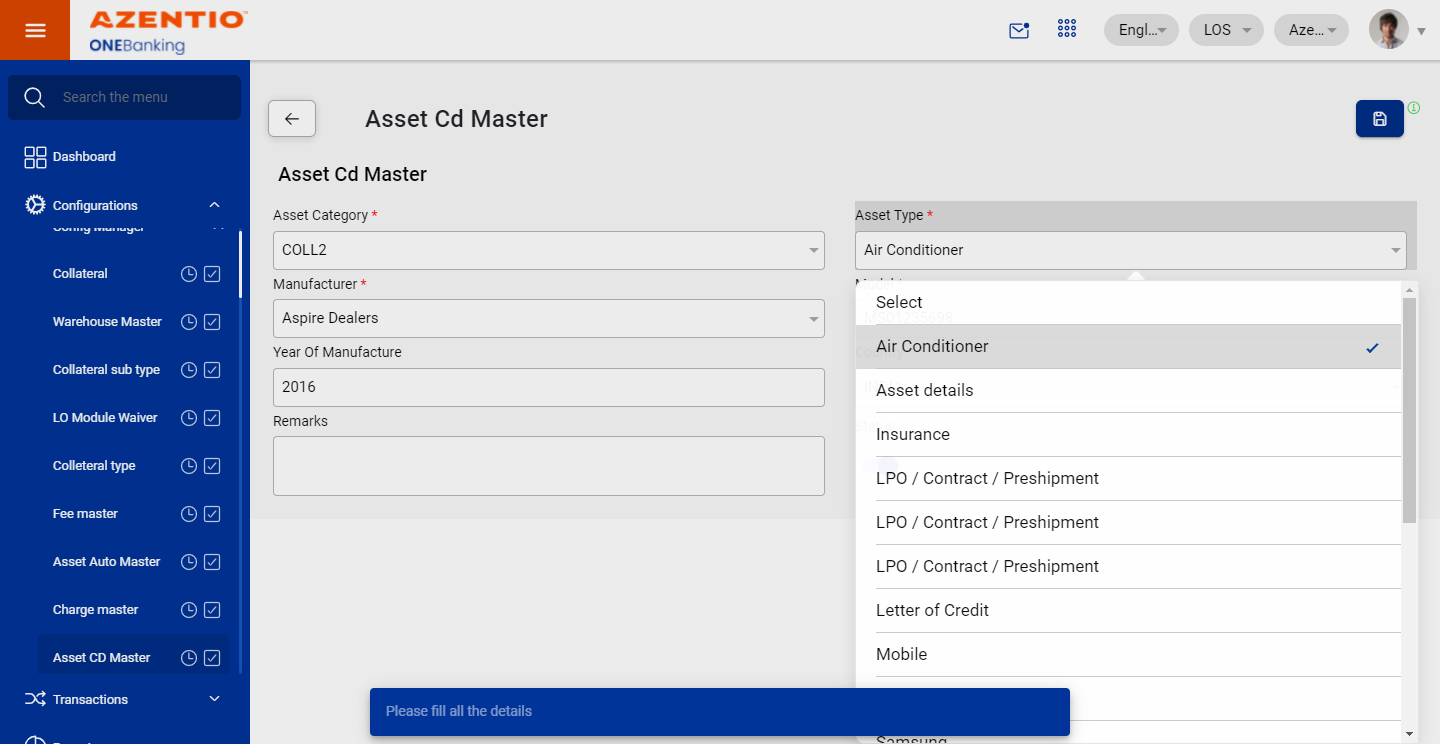 AZENTIO™
ONEBanking
Engl...
LOS
Aze...
Search the menu
Dashboard
Configurations
Config Manager
Collateral
Warehouse Master
Collateral sub type
LO Module Waiver
Colleteral type
Fee master
Asset Auto Master
Charge master
Asset CD Master
Transactions
Asset Cd Master
Asset Cd Master
Asset Category *
COLL2
Asset Type *
Air Conditioner
Manufacturer *
Aspire Dealers
Model
MS01235698
Year Of Manufacture
2016
Remarks
Select
Air Conditioner
Asset details
Insurance
LPO / Contract / Preshipment
LPO / Contract / Preshipment
LPO / Contract / Preshipment
Letter of Credit
Mobile
Samsung
Please fill all the details